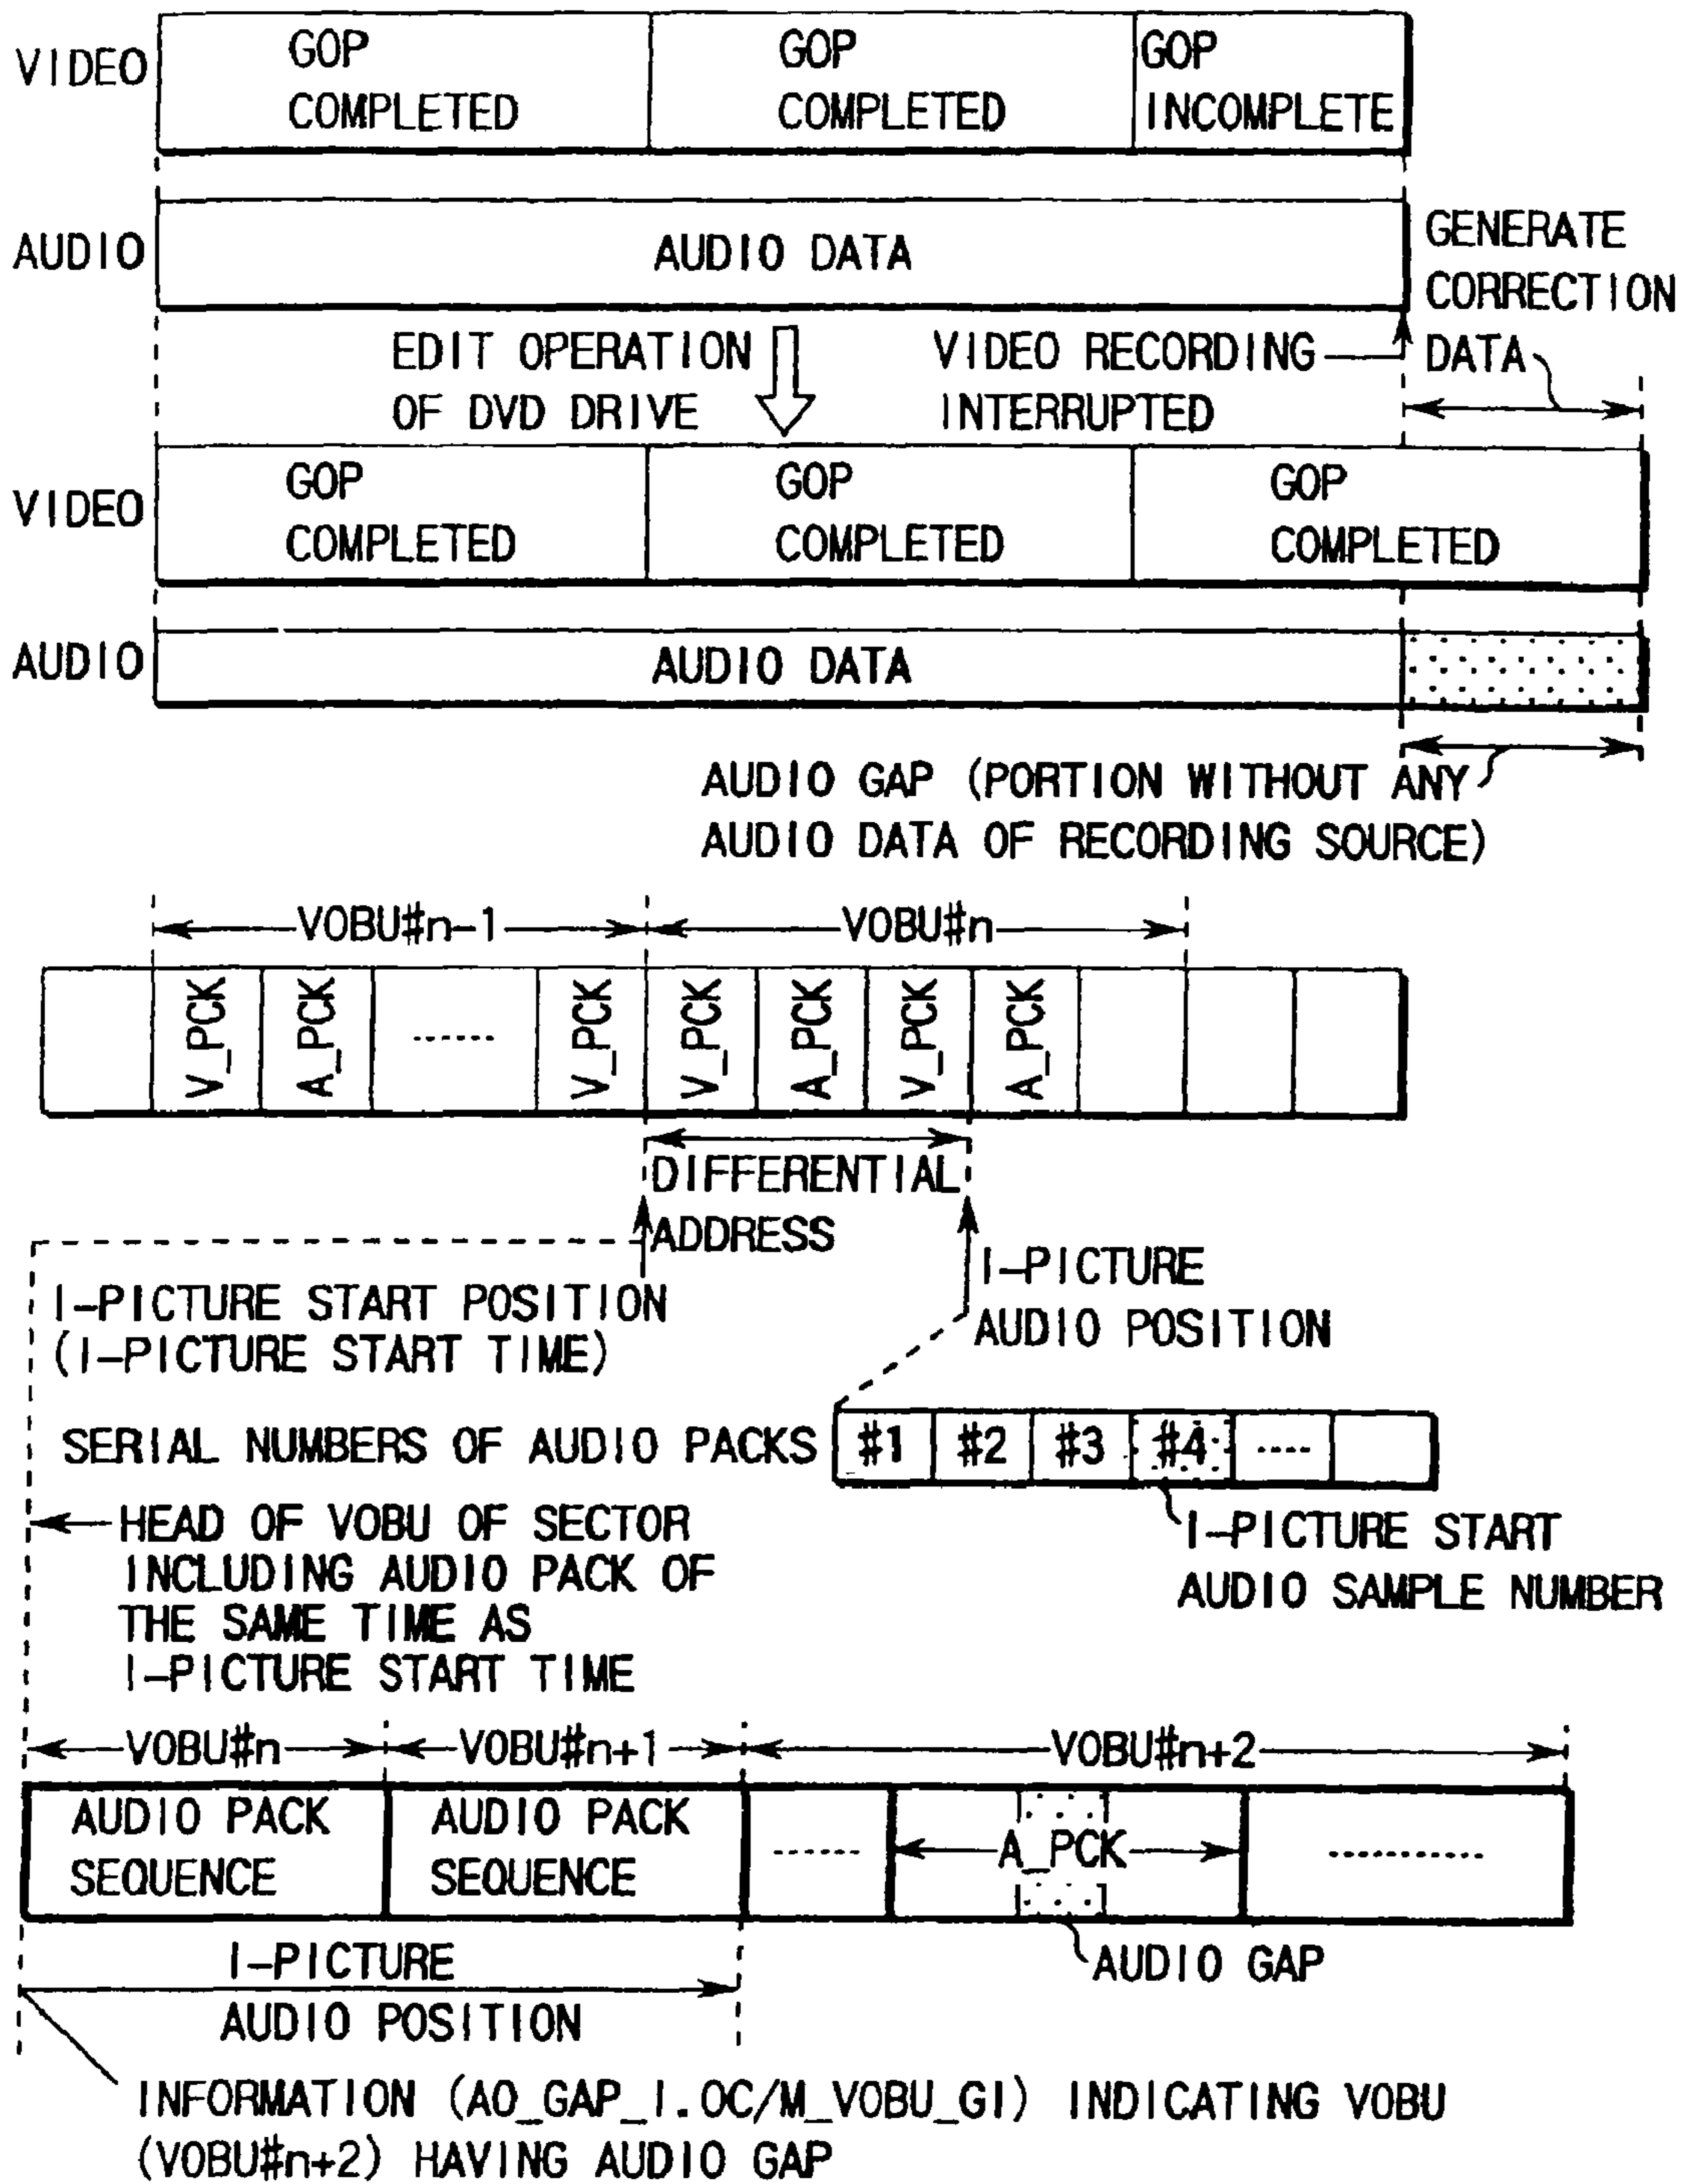 VIDEO
GOP
COMPLETED
GOP
COMPLETED
GOP
INCOMPLETE
AUDIO
AUDIO DATA
GENERATE
CORRECTION
DATA
EDIT OPERATION
OF DVD DRIVE
VIDEO RECORDING
INTERRUPTED
VIDEO
GOP
COMPLETED
GOP
COMPLETED
GOP
COMPLETED
AUDIO
AUDIO DATA
AUDIO GAP (PORTION WITHOUT ANY
AUDIO DATA OF RECORDING SOURCE)
VOBU#n-1
VOBU#n
V_PCK
A_PCK
......
V_PCK
V_PCK
A_PCK
V_PCK
A_PCK
DIFFERENTIAL
ADDRESS
I-PICTURE START POSITION
(I-PICTURE START TIME)
I-PICTURE
AUDIO POSITION
SERIAL NUMBERS OF AUDIO PACKS
#1 #2 #3 #4 ....
I-PICTURE START
AUDIO SAMPLE NUMBER
HEAD OF VOBU OF SECTOR
INCLUDING AUDIO PACK OF
THE SAME TIME AS
I-PICTURE START TIME
VOBU#n
VOBU#n+1
VOBU#n+2
AUDIO PACK
SEQUENCE
AUDIO PACK
SEQUENCE
......
A_PCK
...........
AUDIO GAP
I-PICTURE
AUDIO POSITION
INFORMATION (AO_GAP_I.OC/M_VOBU_GI) INDICATING VOBU
(VOBU#n+2) HAVING AUDIO GAP